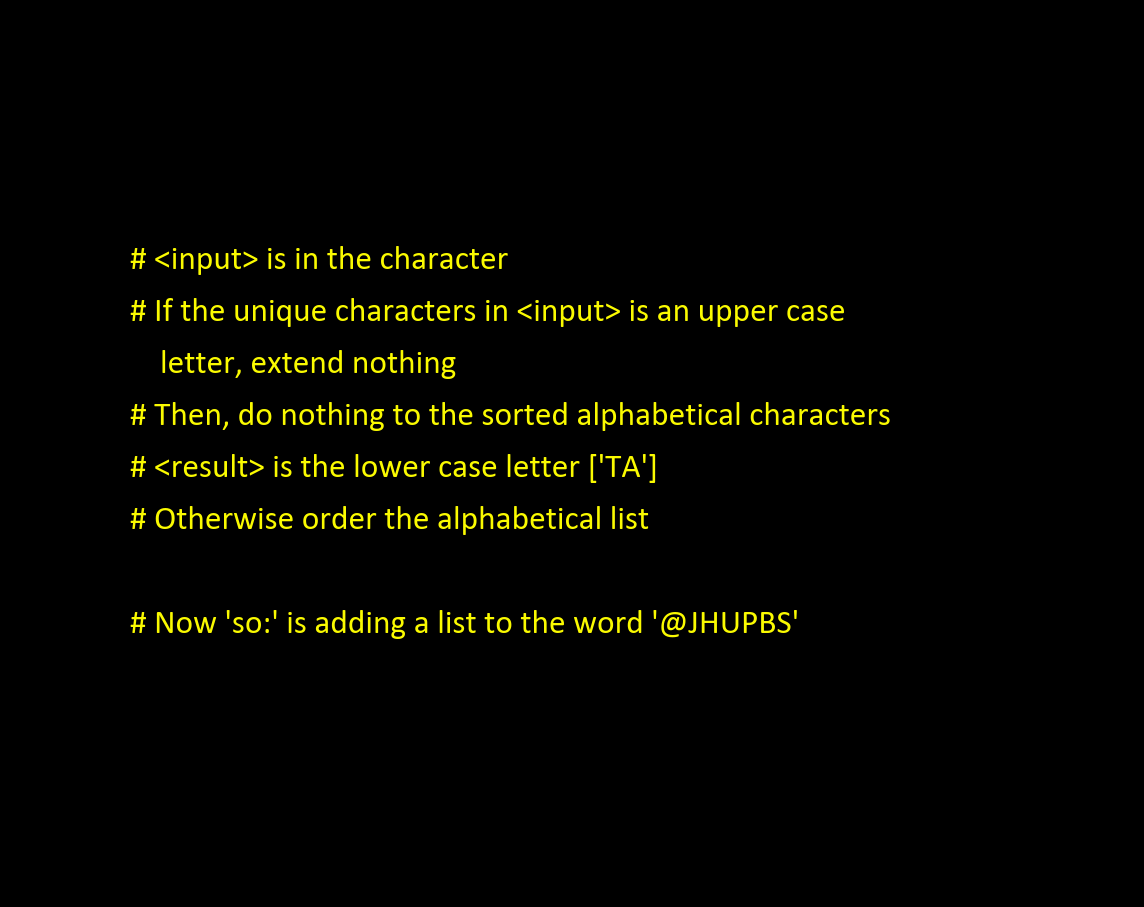 # <input> is in the character
# If the unique characters in <input> is an upper case
letter, extend nothing
# Then, do nothing to the sorted alphabetical characters
# <result> is the lower case letter ['TA']
# Otherwise order the alphabetical list
# Now 'so:' is adding a list to the word '@JHUPBS'